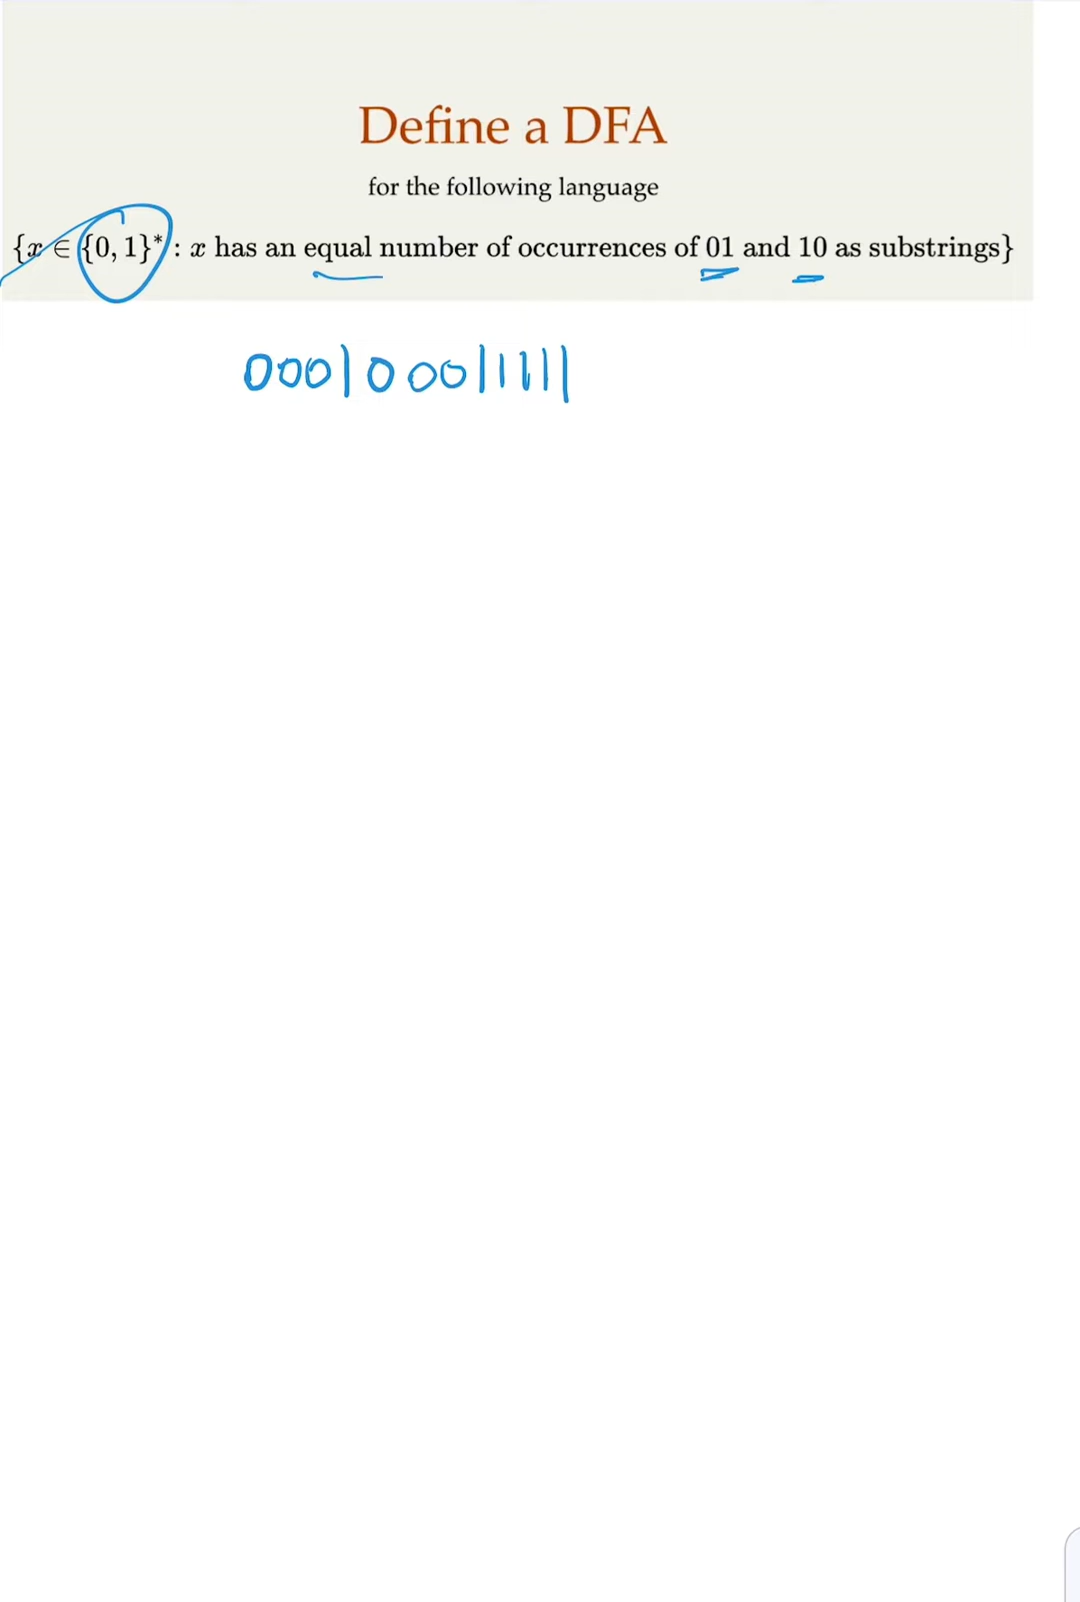 Define a DFA
for the following language
{x ∈ {0, 1}* : x has an equal number of occurrences of 01 and 10 as substrings}
000100011111